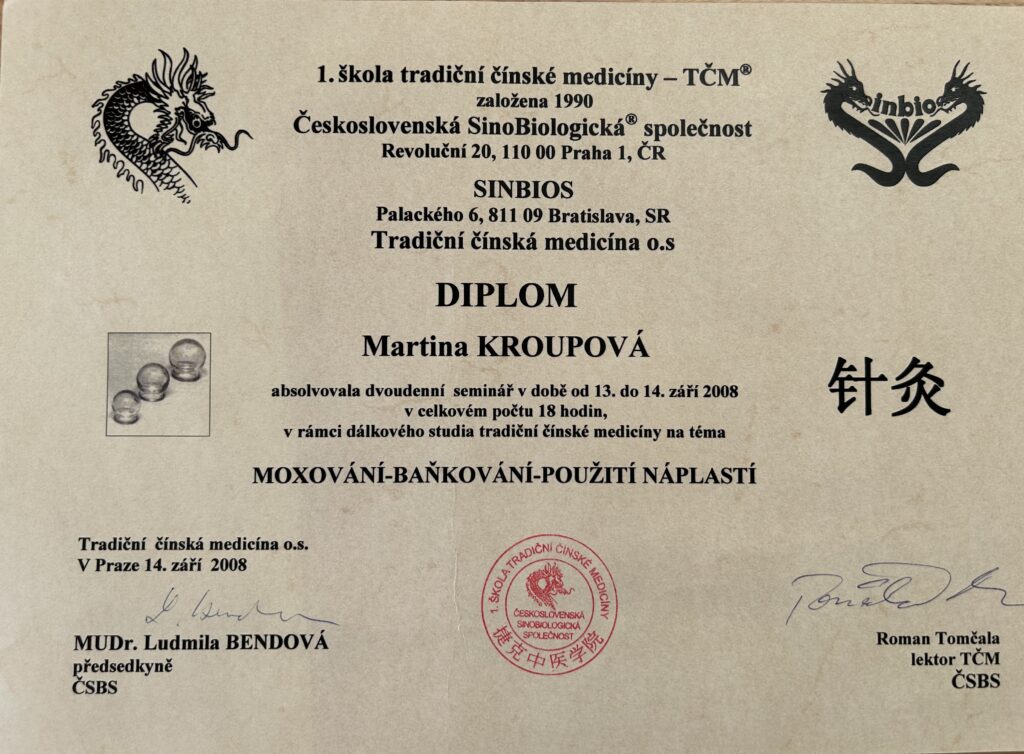 1. škola tradiční čínské medicíny – TČM®
založena 1990
Československá SinoBiologická® společnost
Revoluční 20, 110 00 Praha 1, ČR
SINBIOS
Palackého 6, 811 09 Bratislava, SR
Tradiční čínská medicína o.s
inbio
DIPLOM
Martina KROUPOVÁ
absolvovala dvoudenní seminář v době od 13. do 14. září 2008
v celkovém počtu 18 hodin,
v rámci dálkového studia tradiční čínské medicíny na téma
针灸
MOXOVÁNÍ-BAŇKOVÁNÍ-POUŽITÍ NÁPLASTÍ
Tradiční čínská medicína o.s.
V Praze 14. září 2008
1. ŠKOLA TRADIČNÍ ČÍNSKÉ MEDICÍNY
ČESKOSLOVENSKÁ
SINOBIOLOGICKÁ
SPOLEČNOST
捷克中医学院
MUDr. Ludmila BENDOVÁ
předsedkyně
ČSBS
Roman Tomčala
lektor TČM
ČSBS